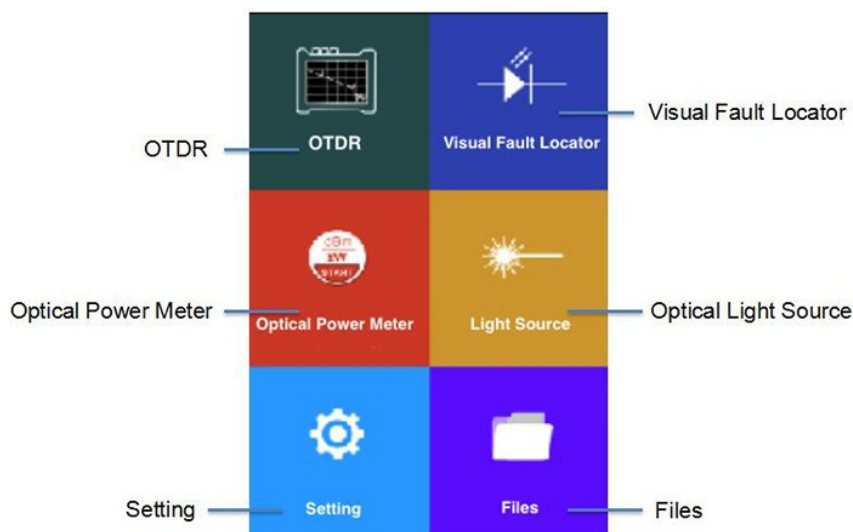 OTDR
Visual Fault Locator
OTDR
Visual Fault Locator
dBm
START
Optical Power Meter
Optical Power Meter
Light Source
Optical Light Source
Setting
Setting
Files
Files